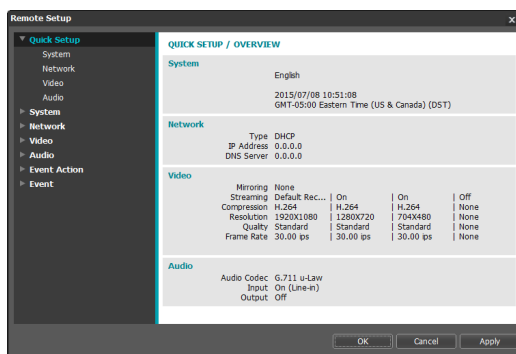 Remote Setup
x
Quick Setup
System
Network
Video
Audio
System
Network
Video
Audio
Event Action
Event
QUICK SETUP / OVERVIEW
System
English
2015/07/08 10:51:08
GMT-05:00 Eastern Time (US & Canada) (DST)
Network
Type DHCP
IP Address 0.0.0.0
DNS Server 0.0.0.0
Video
Mirroring None
Streaming Default Rec... | On | On | Off
Compression H.264 | H.264 | H.264 | None
Resolution 1920X1080 | 1280X720 | 704X480 | None
Quality Standard | Standard | Standard | None
Frame Rate 30.00 ips | 30.00 ips | 30.00 ips | None
Audio
Audio Codec G.711 u-Law
Input On (Line-in)
Output Off
OK Cancel Apply